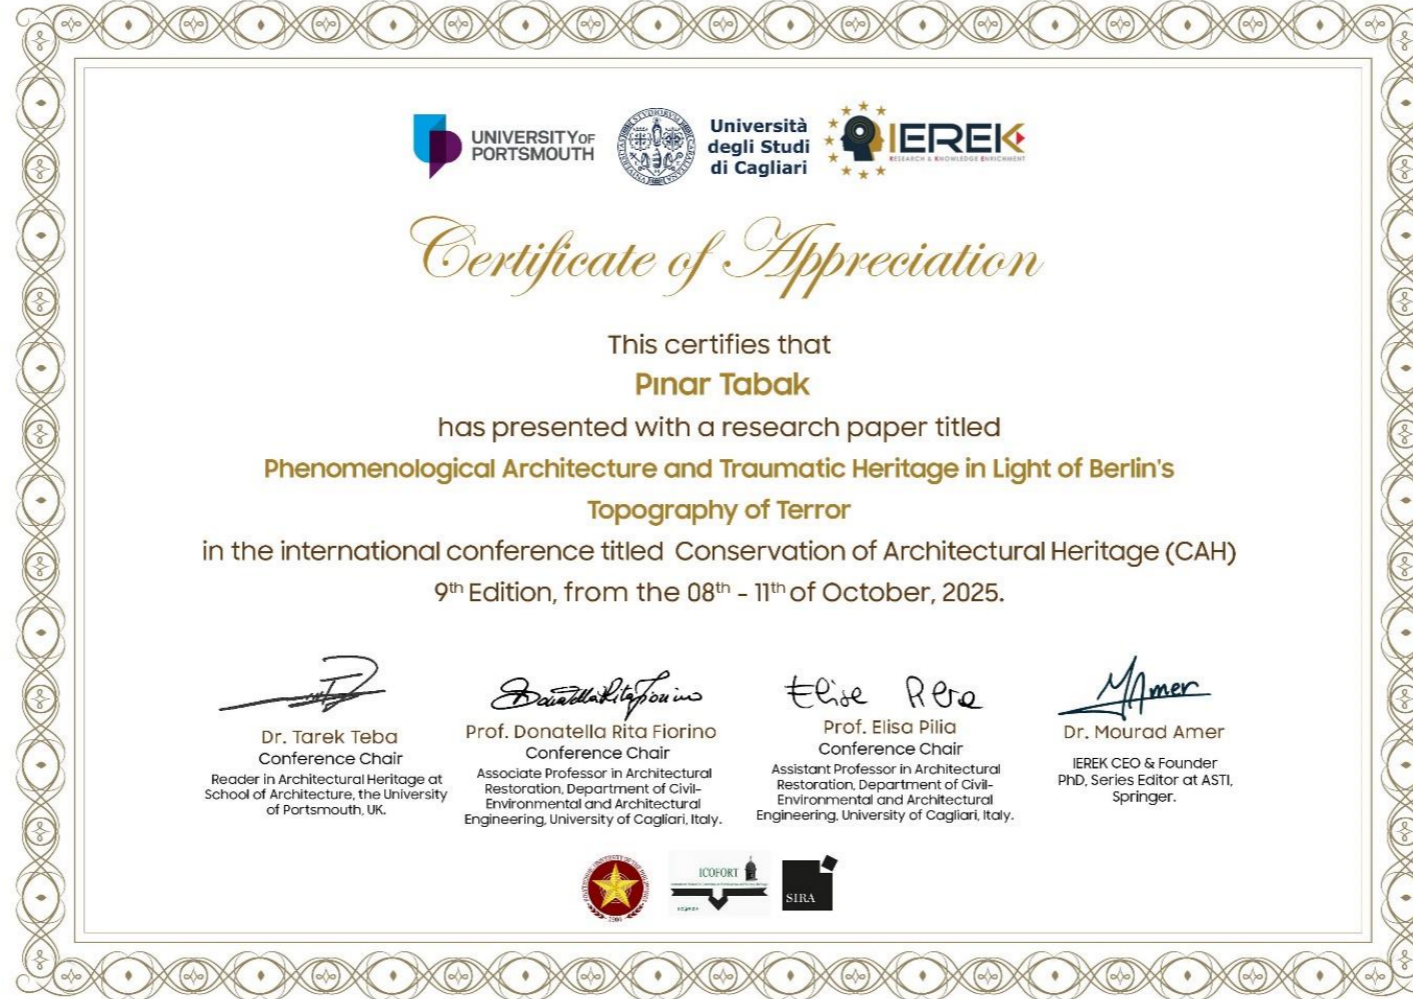 UNIVERSITY OF
PORTSMOUTH
Università
degli Studi
di Cagliari
IEREK
RESEARCH & KNOWLEDGE ENRICHMENT
Certificate of Appreciation
This certifies that
Pınar Tabak
has presented with a research paper titled
Phenomenological Architecture and Traumatic Heritage in Light of Berlin's
Topography of Terror
in the international conference titled Conservation of Architectural Heritage (CAH)
9th Edition, from the 08th - 11th of October, 2025.
Donatella Rita Fiorino
MAmer
Dr. Tarek Teba
Conference Chair
Reader in Architectural Heritage at
School of Architecture, the University
of Portsmouth, UK.
Prof. Donatella Rita Fiorino
Conference Chair
Associate Professor in Architectural
Restoration, Department of Civil-
Environmental and Architectural
Engineering, University of Cagliari, Italy.
Prof. Elisa Pilia
Conference Chair
Assistant Professor in Architectural
Restoration, Department of Civil-
Environmental and Architectural
Engineering, University of Cagliari, Italy.
Dr. Mourad Amer
IEREK CEO & Founder
PhD, Series Editor at ASTI,
Springer.
ICOFORT
SIRA